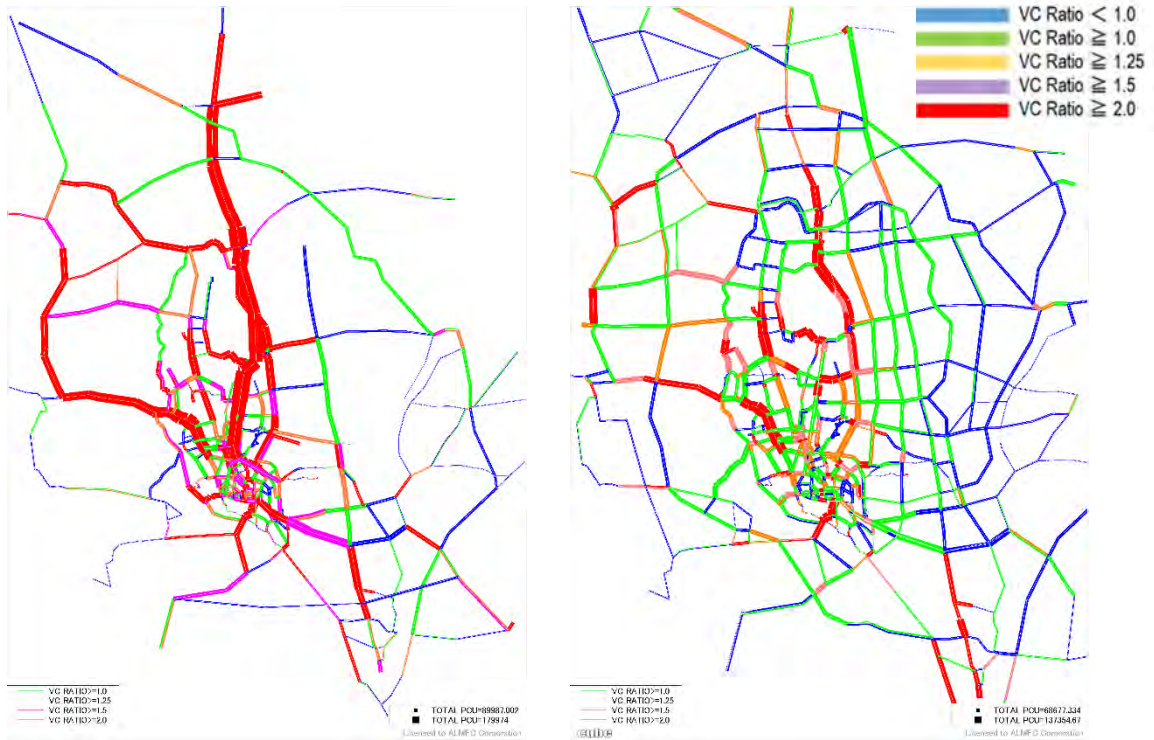 VC Ratio < 1.0
VC Ratio ≧ 1.0
VC Ratio ≧ 1.25
VC Ratio ≧ 1.5
VC Ratio ≧ 2.0
VC RATIO>=1.0
VC RATIO>=1.25
VC RATIO>=1.5
VC RATIO>=2.0
TOTAL PCU=89987.002
TOTAL PCU=179974
Licensed to ALMEC Corporation
VC RATIO>=1.0
VC RATIO>=1.25
VC RATIO>=1.5
VC RATIO>=2.0
TOTAL PCU=68677.334
TOTAL PCU=137354.67
cube
Licensed to ALMEC Corporation